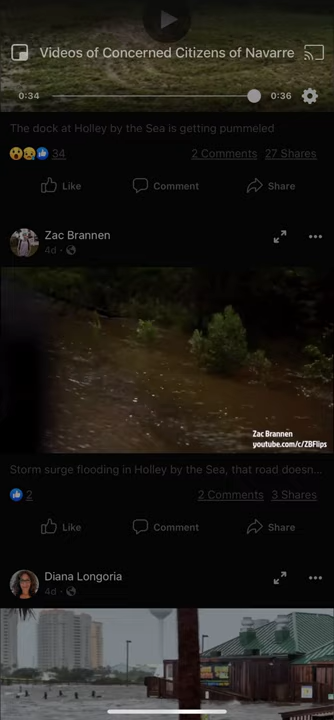 Videos of Concerned Citizens of Navarre
0:34
0:36
The dock at Holley by the Sea is getting pummeled
34
2 Comments 27 Shares
Like
Comment
Share
Zac Brannen
4d ·
Zac Brannen
youtube.com/c/ZBFlips
Storm surge flooding in Holley by the Sea, that road doesn...
2
2 Comments 3 Shares
Like
Comment
Share
Diana Longoria
4d ·